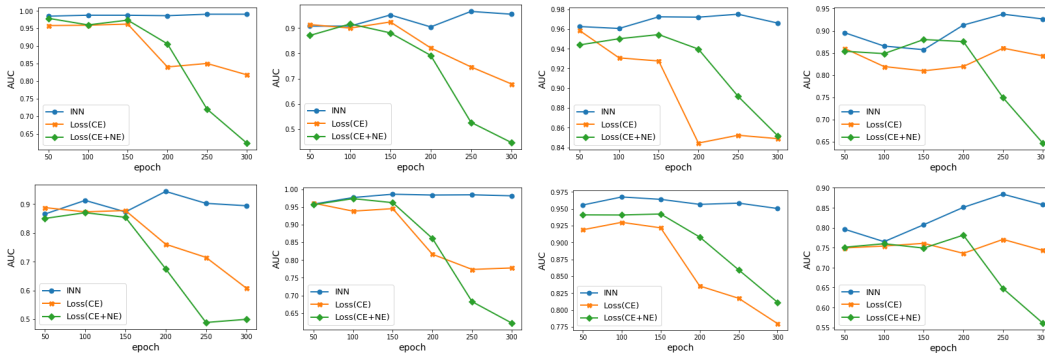 1.00
0.95
0.90
0.85
0.80
0.75
0.70
0.65
AUC
INN
Loss(CE)
Loss(CE+NE)
50 100 150 200 250 300
epoch
1.0
0.9
0.8
0.7
0.6
0.5
AUC
INN
Loss(CE)
Loss(CE+NE)
50 100 150 200 250 300
epoch
0.98
0.96
0.94
0.92
0.90
0.88
0.86
0.84
AUC
INN
Loss(CE)
Loss(CE+NE)
50 100 150 200 250 300
epoch
0.95
0.90
0.85
0.80
0.75
0.70
0.65
AUC
INN
Loss(CE)
Loss(CE+NE)
50 100 150 200 250 300
epoch
0.9
0.8
0.7
0.6
0.5
AUC
INN
Loss(CE)
Loss(CE+NE)
50 100 150 200 250 300
epoch
1.00
0.95
0.90
0.85
0.80
0.75
0.70
0.65
AUC
INN
Loss(CE)
Loss(CE+NE)
50 100 150 200 250 300
epoch
0.975
0.950
0.925
0.900
0.875
0.850
0.825
0.800
0.775
AUC
INN
Loss(CE)
Loss(CE+NE)
50 100 150 200 250 300
epoch
0.90
0.85
0.80
0.75
0.70
0.65
0.60
0.55
AUC
INN
Loss(CE)
Loss(CE+NE)
50 100 150 200 250 300
epoch